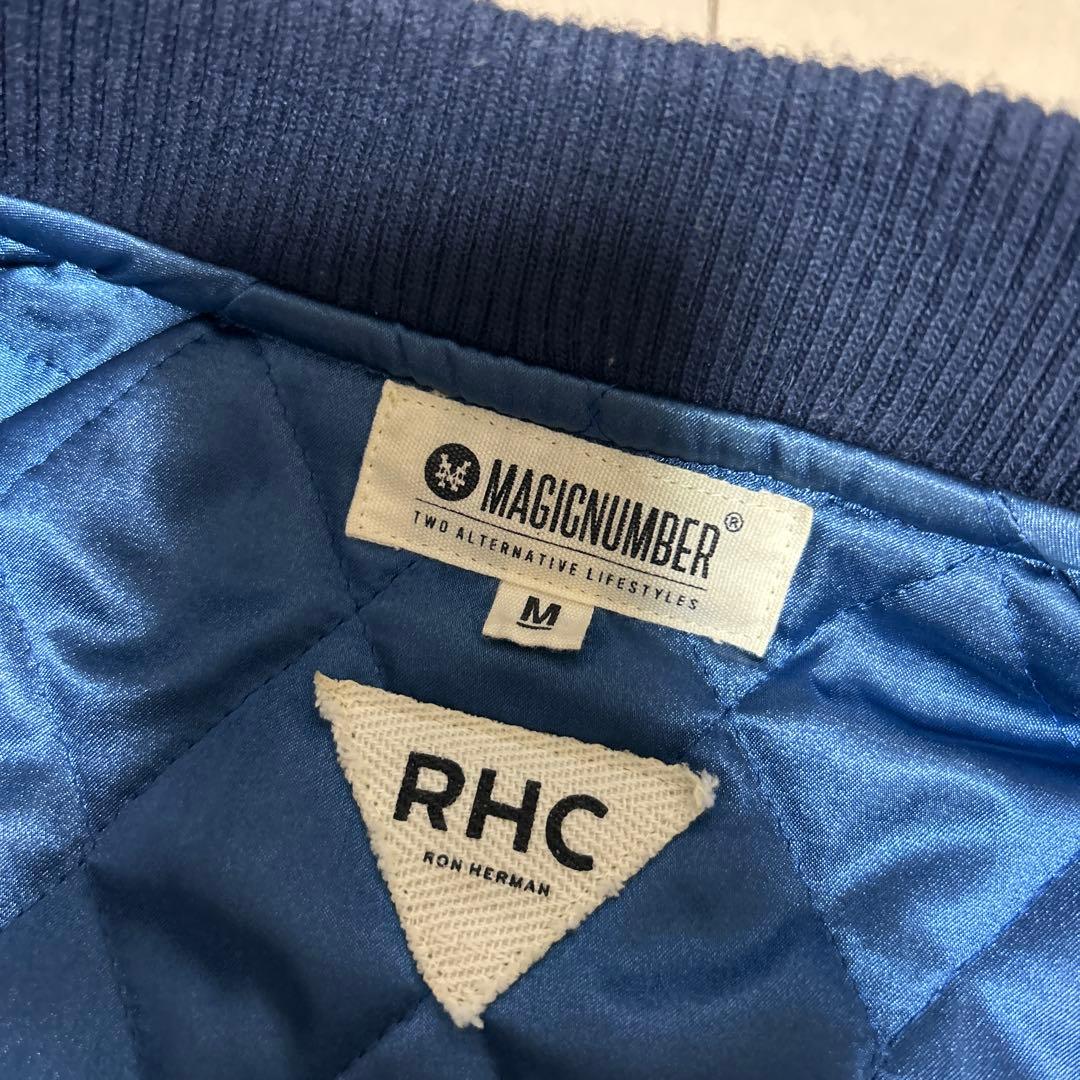 MAGICNUMBER®
TWO ALTERNATIVE LIFESTYLES
M
RHC
RON HERMAN